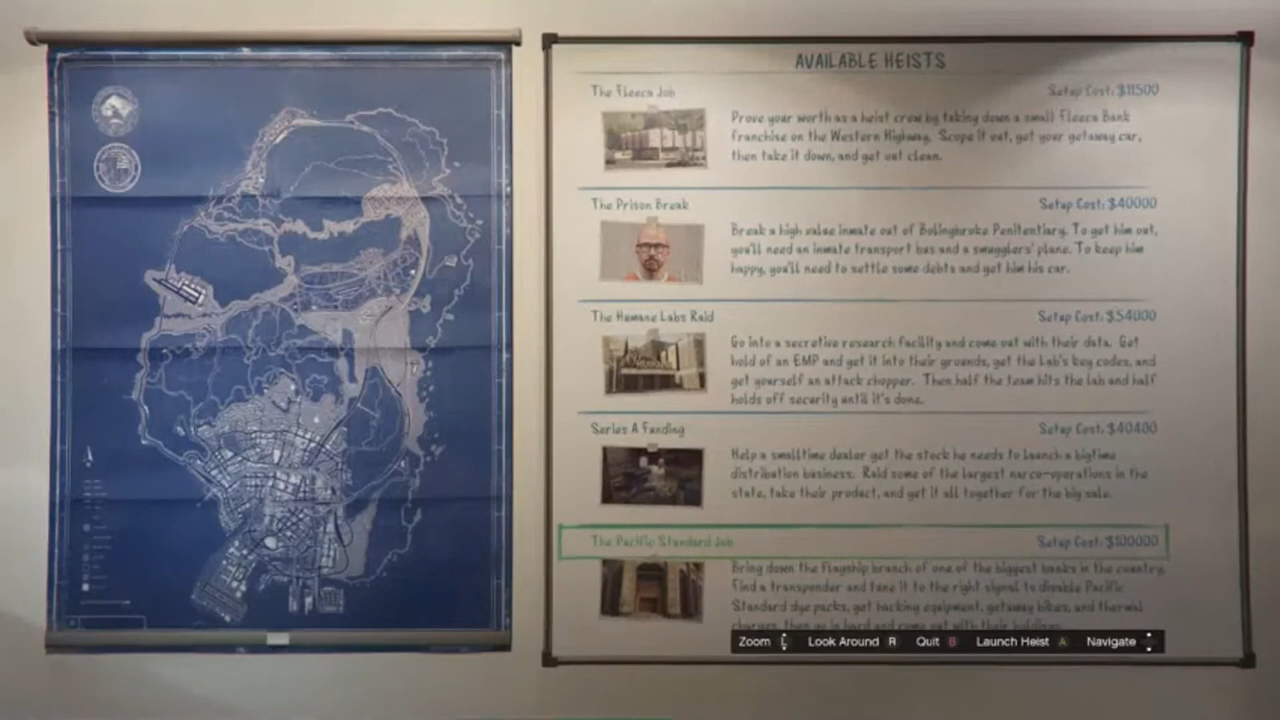 AVAILABLE HEISTS
The Fleeca Job
Setup Cost: $11500
Prove your worth as a heist crew by taking down a small Fleeca Bank
franchise on the Western Highway. Scope it out, get your getaway car,
then take it down, and get out clean.
The Prison Break
Setup Cost: $40000
Break a high value inmate out of Bolingbroke Penitentiary. To get him out,
you'll need an inmate transport bus and a smugglers' plane. To keep him
happy, you'll need to settle some debts and get him his car.
The Humane Labs Raid
Setup Cost: $54000
Go into a secretive research facility and come out with their data. Get
hold of an EMP and get it into their grounds, get the Lab's key codes, and
get yourself an attack chopper. Then half the team hits the lab and half
holds off security until it's done.
Series A Funding
Setup Cost: $40400
Help a smalltime dealer get the stock he needs to launch a bigtime
distribution business. Raid some of the largest narco-operations in the
state, take their product, and get it all together for the big sale.
The Pacific Standard Job
Setup Cost: $100000
Bring down the flagship branch of one of the biggest banks in the country.
Find a transponder and tune it to the right signal to disable Pacific
Standard dye packs, get hacking equipment, getaway bikes, and thermal
charges, then go in hard and come out with their holdings.
Zoom L Look Around R Quit B Launch Heist A Navigate